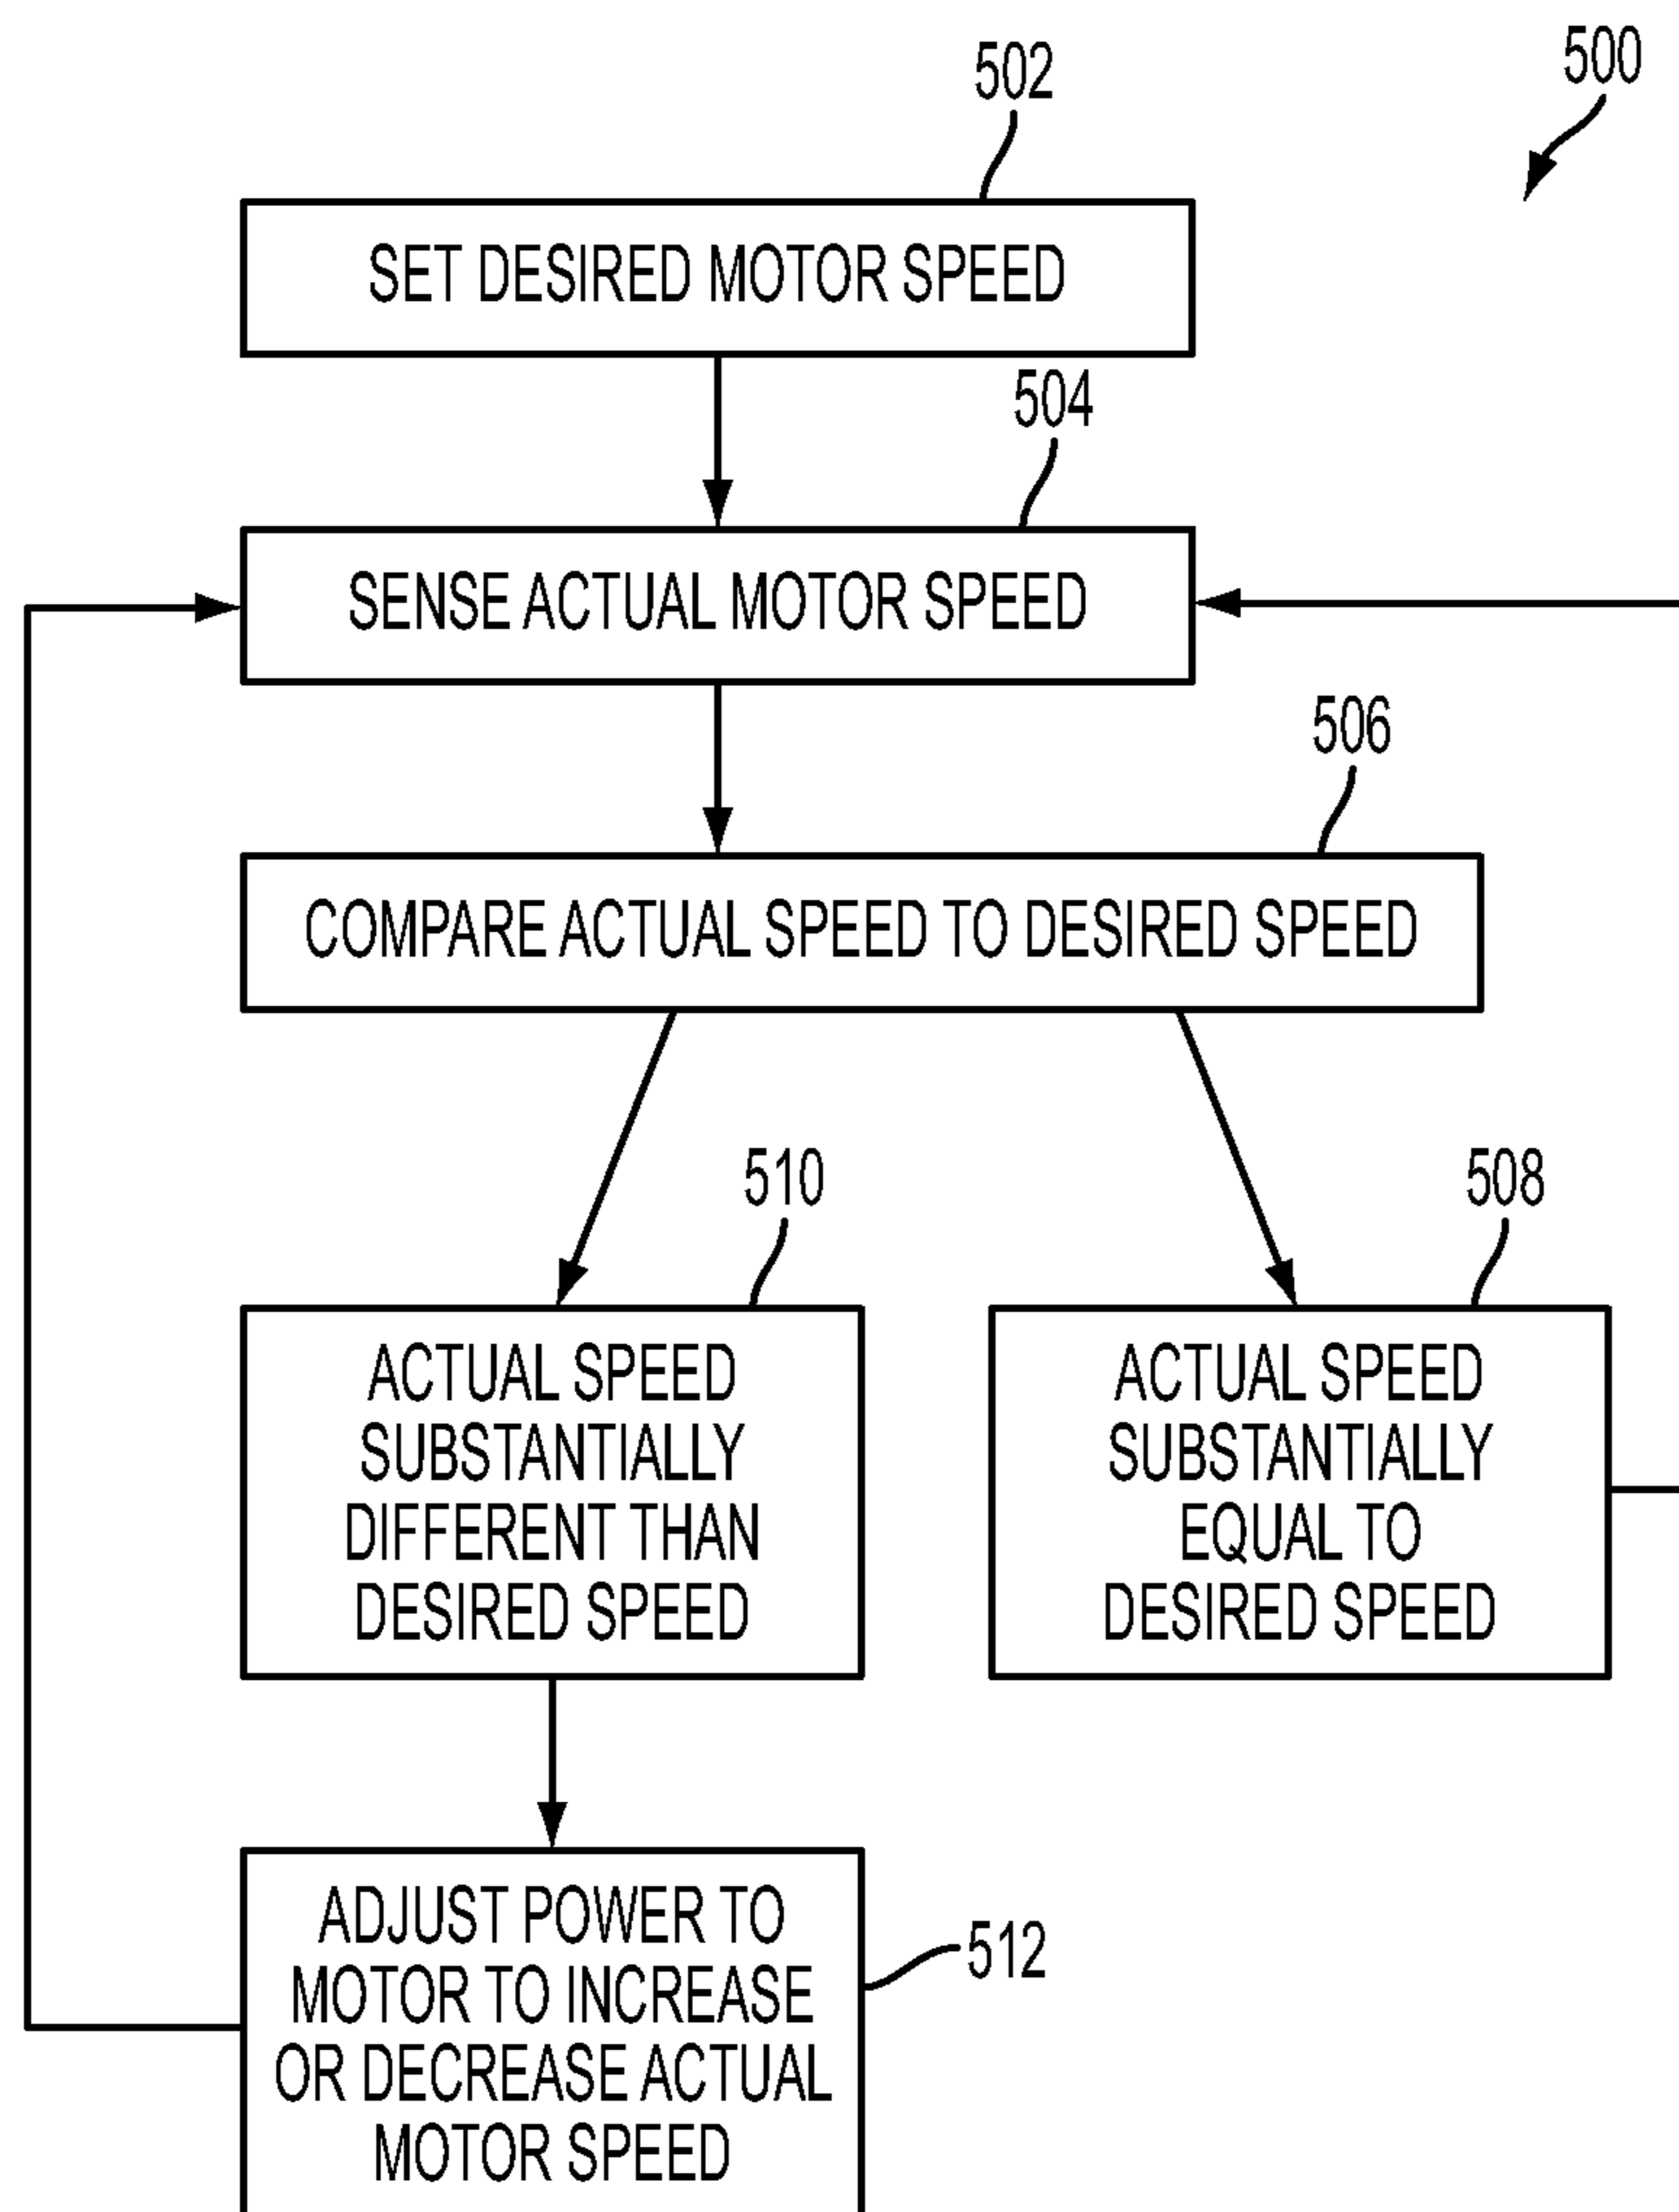 502
500
SET DESIRED MOTOR SPEED
504
SENSE ACTUAL MOTOR SPEED
506
COMPARE ACTUAL SPEED TO DESIRED SPEED
510
508
ACTUAL SPEED
SUBSTANTIALLY
DIFFERENT THAN
DESIRED SPEED
ACTUAL SPEED
SUBSTANTIALLY
EQUAL TO
DESIRED SPEED
ADJUST POWER TO
MOTOR TO INCREASE
OR DECREASE ACTUAL
MOTOR SPEED
512